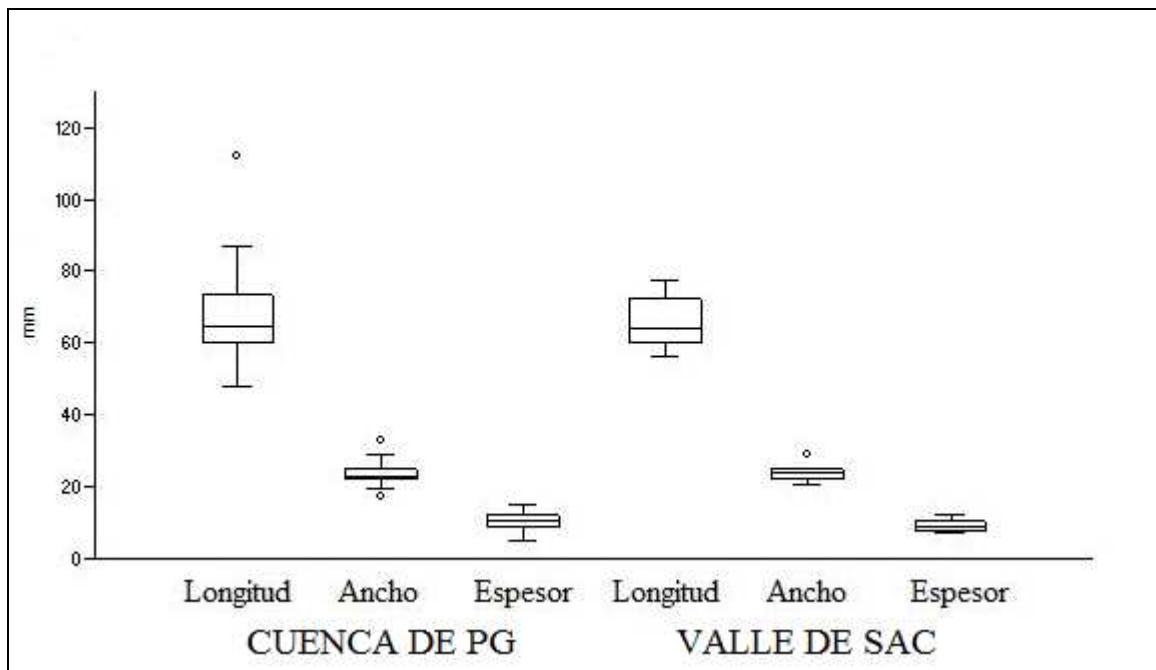 120
100
80
60
40
20
0
mm
Longitud Ancho Espesor Longitud Ancho Espesor
CUENCA DE PG VALLE DE SAC